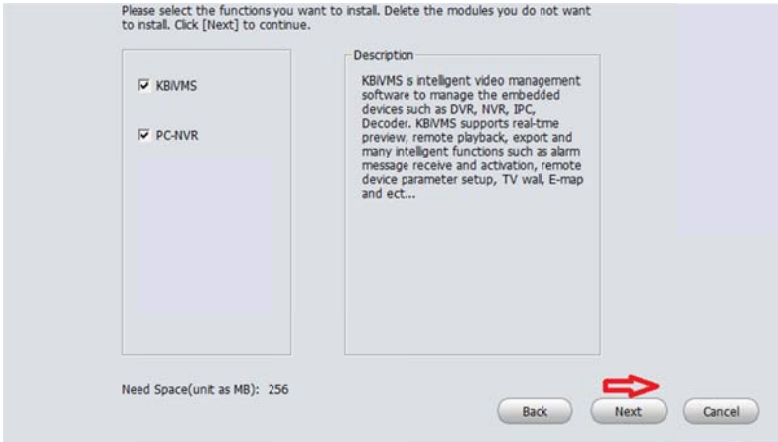 Please select the functions you want to install. Delete the modules you do not want
to install. Click [Next] to continue.
KBiVMS
PC-NVR
Description
KBiVMS s intelligent video management
software to manage the embedded
devices such as DVR, NVR, IPC,
Decoder. KBiVMS supports real-tme
preview, remote playback, export and
many intelligent functions such as alarm
message receive and activation, remote
device parameter setup, TV wall, E-map
and ect...
Need Space(unit as MB): 256
Back
Next
Cancel